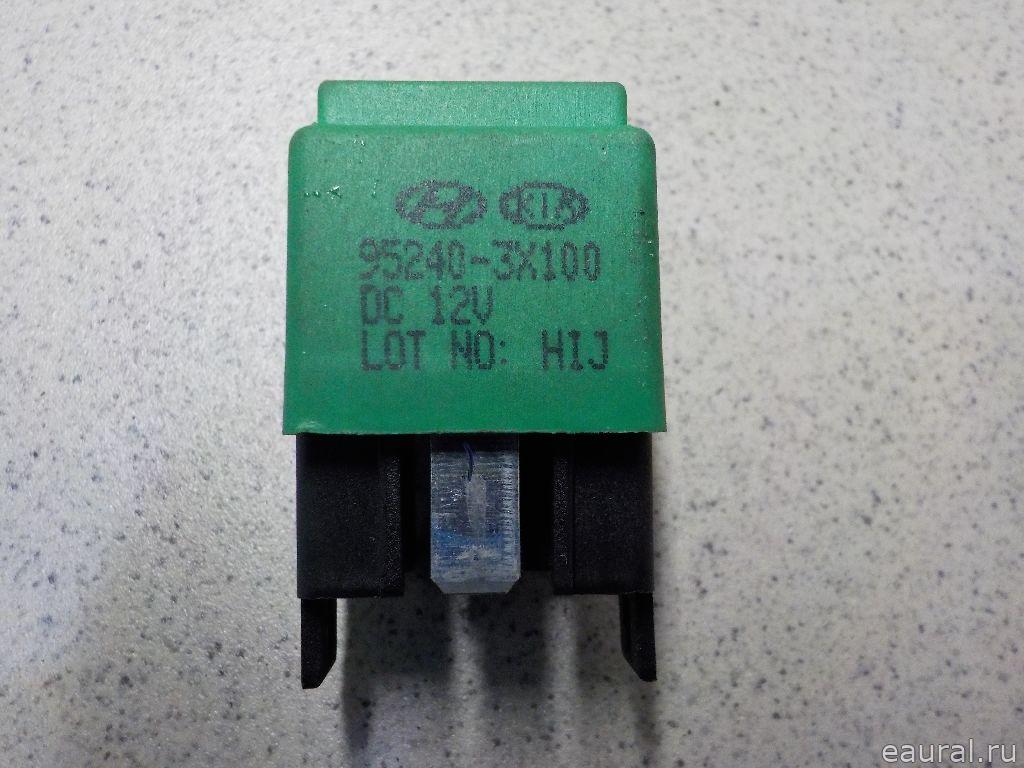 KIA
95240-3X100
DC 12V
LOT NO: HIJ
eaural.ru